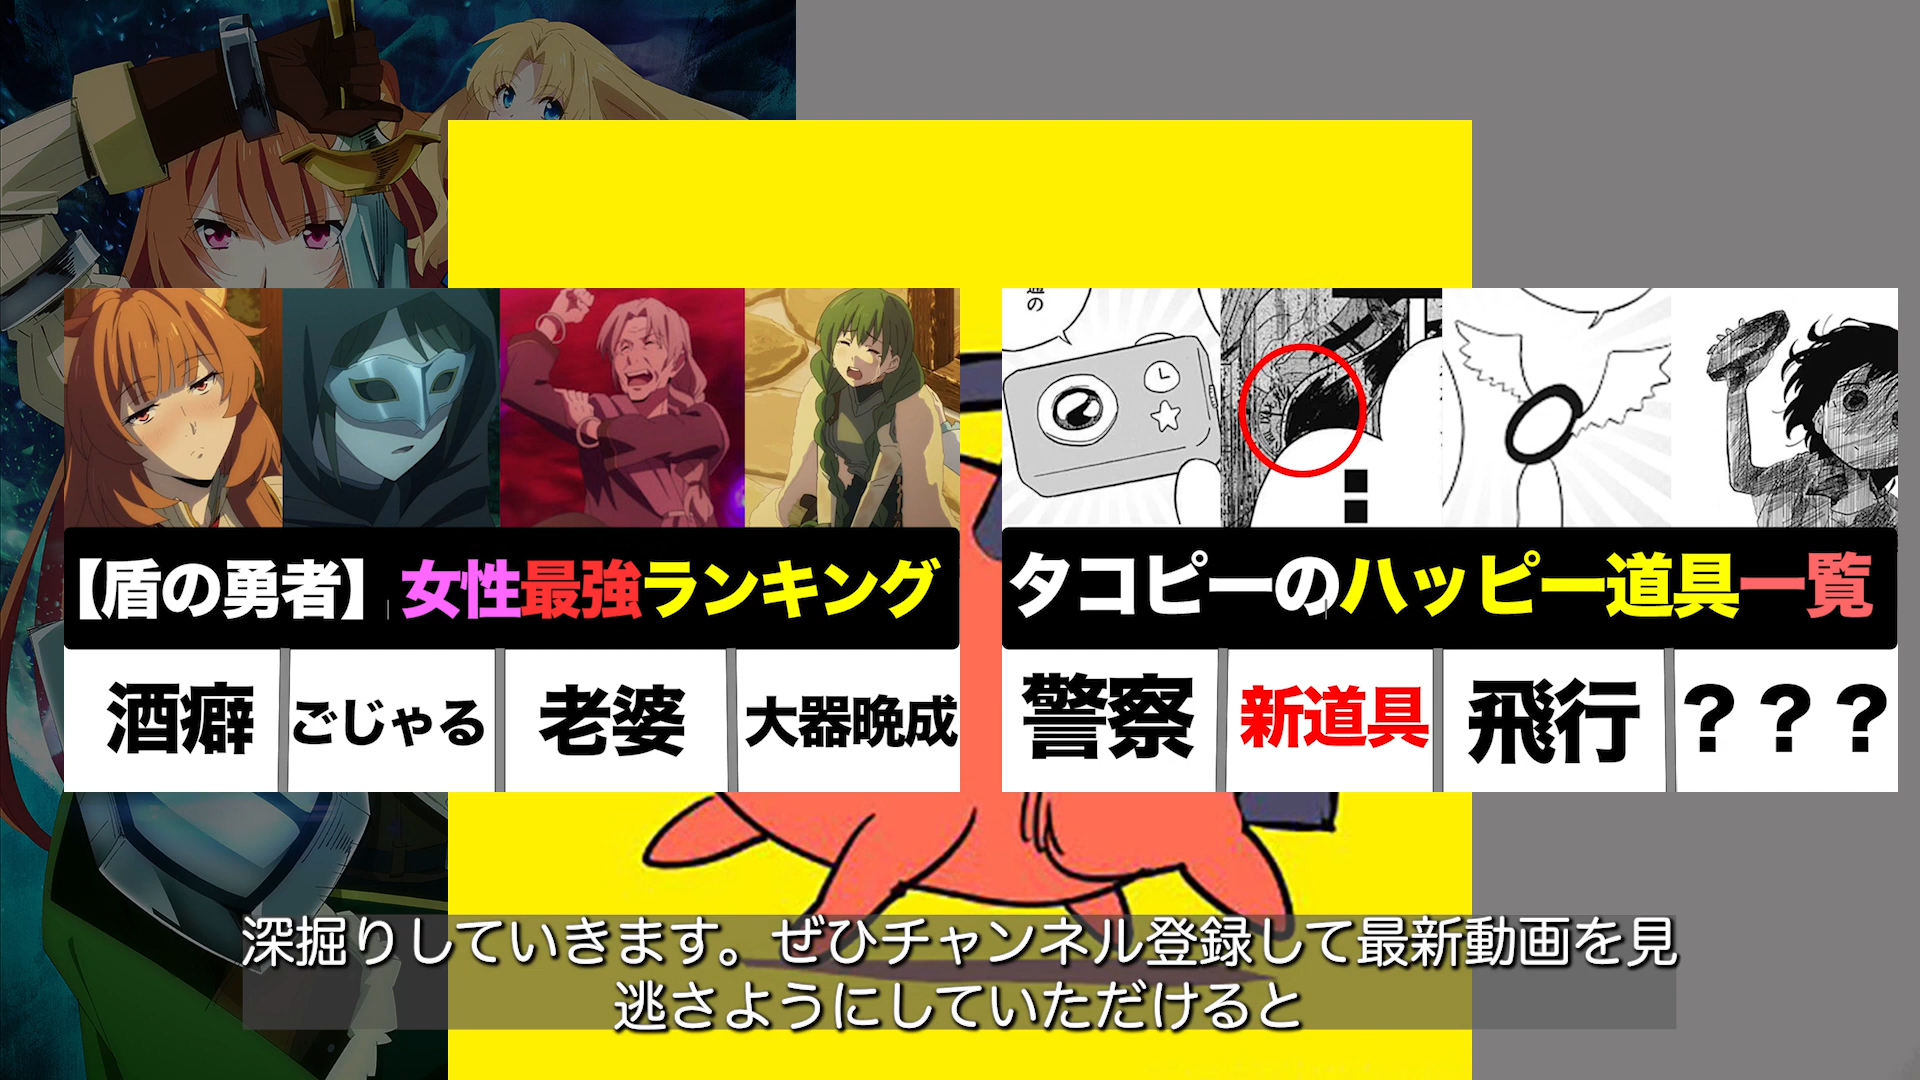 通の
【盾の勇者】女性最強ランキング
酒癖
ごじゃる
老婆
大器晩成
タコピーのハッピー道具一覧
警察
新道具
飛行
???
深掘りしていきます。ぜひチャンネル登録して最新動画を見
逃さようにしていただけると